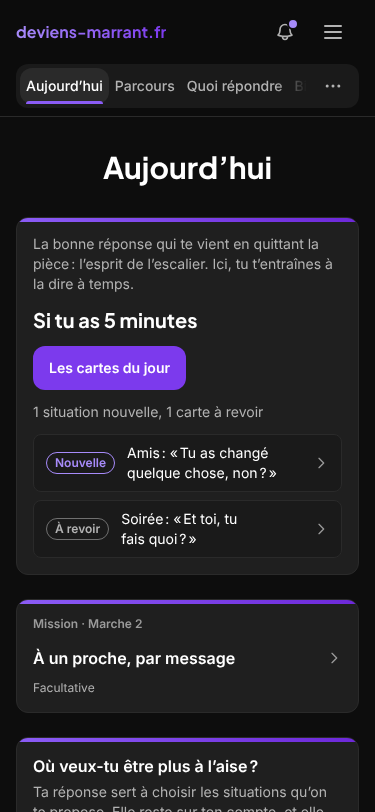 deviens-marrant.fr
Aujourd’hui Parcours Quoi répondre
Aujourd’hui
La bonne réponse qui te vient en quittant la
pièce : l’esprit de l’escalier. Ici, tu t’entraînes à
la dire à temps.
Si tu as 5 minutes
Les cartes du jour
1 situation nouvelle, 1 carte à revoir
Nouvelle
Amis : « Tu as changé
quelque chose, non ? »
À revoir
Soirée : « Et toi, tu
fais quoi ? »
Mission · Marche 2
À un proche, par message
Facultative
Où veux-tu être plus à l’aise ?
Ta réponse sert à choisir les situations qu’on
te propose. Elle reste sur ton compte, et elle